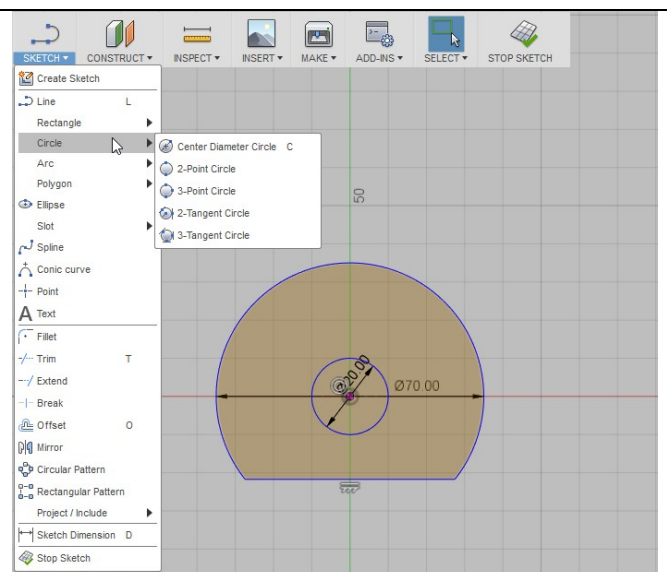 SKETCH ▾ CONSTRUCT ▾ INSPECT ▾ INSERT ▾ MAKE ▾ ADD-INS ▾ SELECT ▾ STOP SKETCH
Create Sketch
Line L
Rectangle
Circle
Center Diameter Circle C
Arc
2-Point Circle
Polygon
3-Point Circle
Ellipse
2-Tangent Circle
Slot
3-Tangent Circle
Spline
Conic curve
Point
Text
Fillet
Trim T
Extend
Break
Offset O
Mirror
Circular Pattern
Rectangular Pattern
Project / Include
Sketch Dimension D
Stop Sketch
50
Ø20.00
Ø70.00